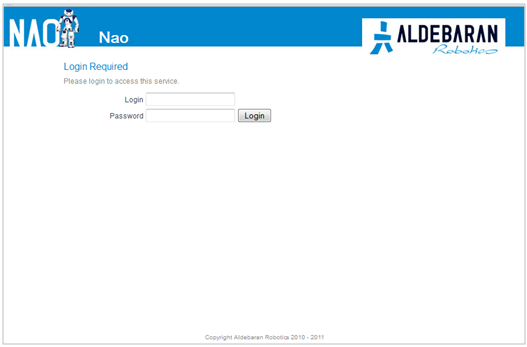 NAO
Nao
ALDEBARAN
Robotics
Login Required
Please login to access this service.
Login
Password
Login
Copyright Aldebaran Robotics 2010 - 2011